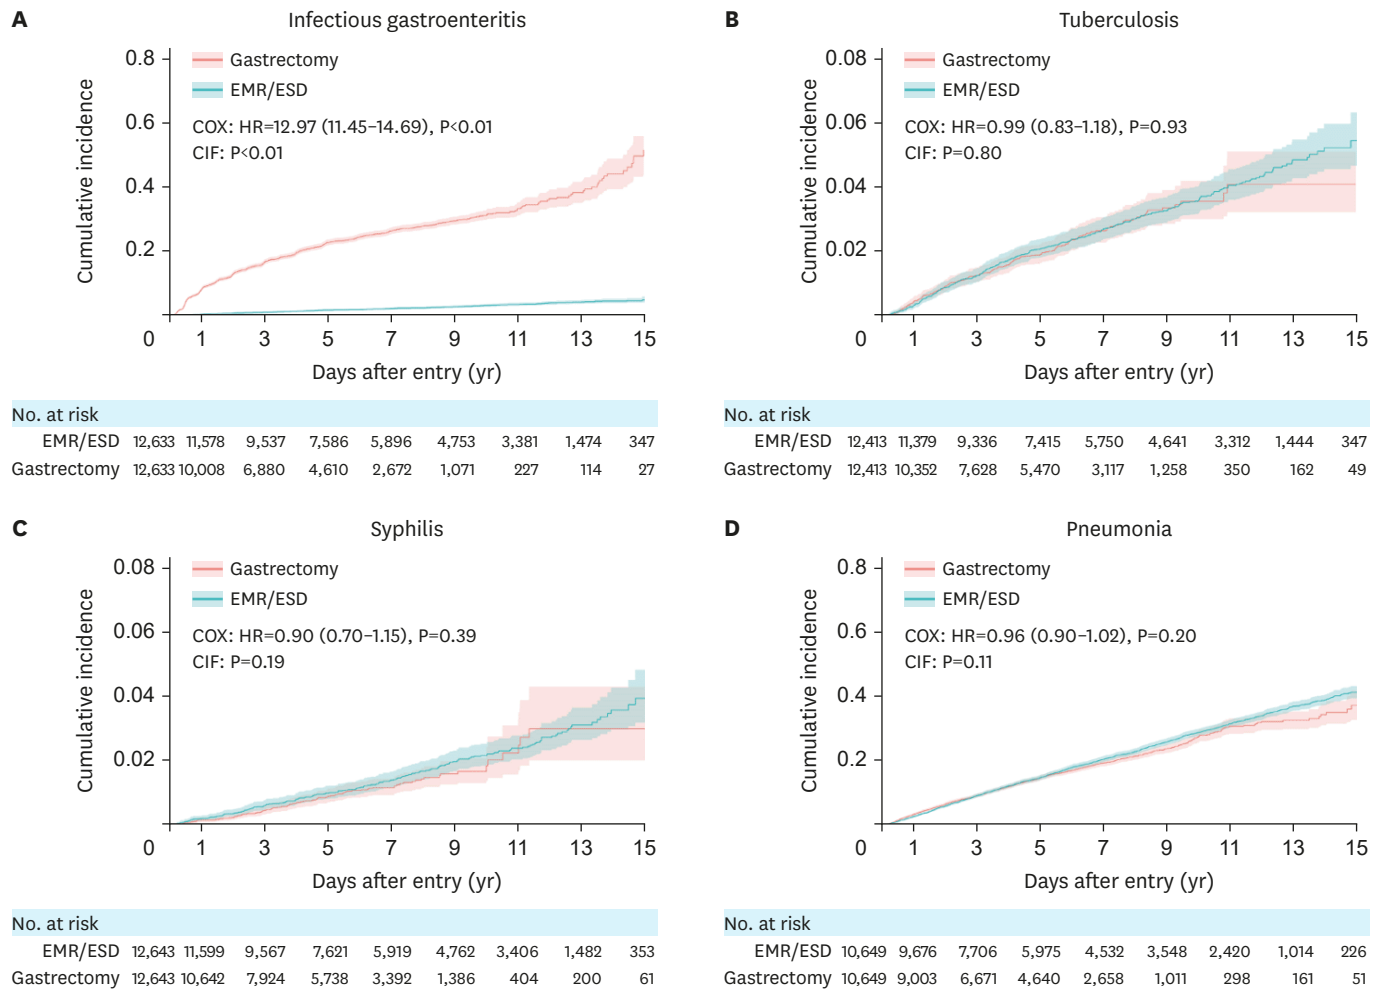 A Infectious gastroenteritis
Cumulative incidence
0.8
0.6
0.4
0.2
Gastrectomy
EMR/ESD
COX: HR=12.97 (11.45–14.69), P<0.01
CIF: P<0.01
0 1 3 5 7 9 11 13 15
Days after entry (yr)
No. at risk
EMR/ESD 12,633 11,578 9,537 7,586 5,896 4,753 3,381 1,474 347
Gastrectomy 12,633 10,008 6,880 4,610 2,672 1,071 227 114 27
B Tuberculosis
Cumulative incidence
0.08
0.06
0.04
0.02
Gastrectomy
EMR/ESD
COX: HR=0.99 (0.83–1.18), P=0.93
CIF: P=0.80
0 1 3 5 7 9 11 13 15
Days after entry (yr)
No. at risk
EMR/ESD 12,413 11,379 9,336 7,415 5,750 4,641 3,312 1,444 347
Gastrectomy 12,413 10,352 7,628 5,470 3,117 1,258 350 162 49
C Syphilis
Cumulative incidence
0.08
0.06
0.04
0.02
Gastrectomy
EMR/ESD
COX: HR=0.90 (0.70–1.15), P=0.39
CIF: P=0.19
0 1 3 5 7 9 11 13 15
Days after entry (yr)
No. at risk
EMR/ESD 12,643 11,599 9,567 7,621 5,919 4,762 3,406 1,482 353
Gastrectomy 12,643 10,642 7,924 5,738 3,392 1,386 404 200 61
D Pneumonia
Cumulative incidence
0.8
0.6
0.4
0.2
Gastrectomy
EMR/ESD
COX: HR=0.96 (0.90–1.02), P=0.20
CIF: P=0.11
0 1 3 5 7 9 11 13 15
Days after entry (yr)
No. at risk
EMR/ESD 10,649 9,676 7,706 5,975 4,532 3,548 2,420 1,014 226
Gastrectomy 10,649 9,003 6,671 4,640 2,658 1,011 298 161 51